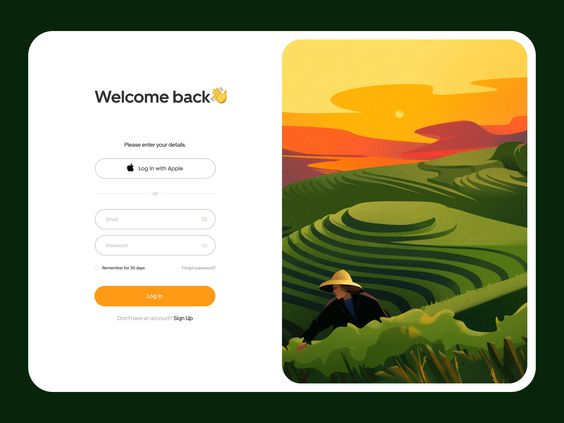 Welcome back👋
Please enter your details.
Log In with Apple
or
Email
Password
Remember for 30 days
Forgot password?
Log In
Don't have an account? Sign Up